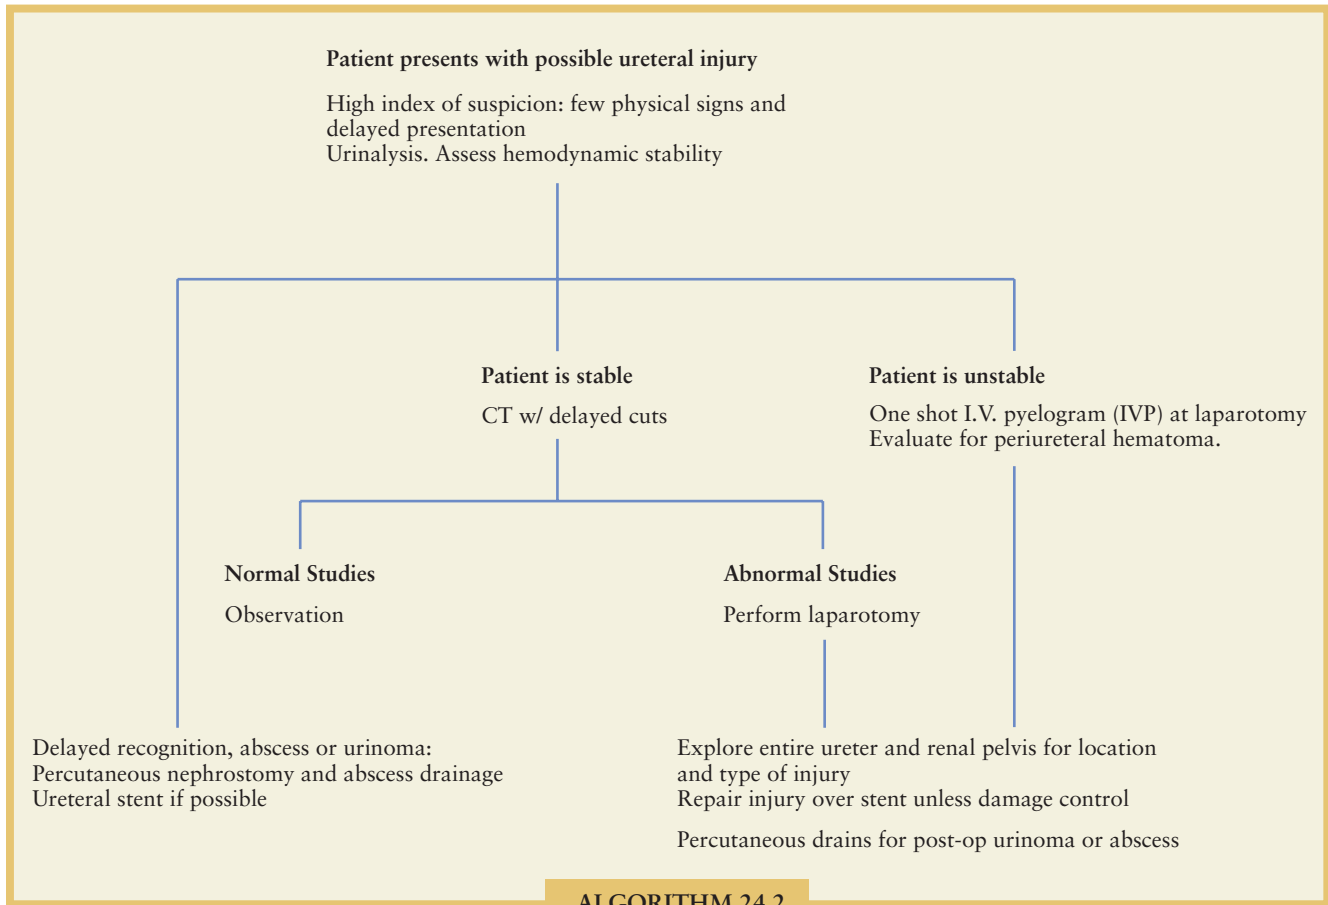 Patient presents with possible ureteral injury
High index of suspicion: few physical signs and
delayed presentation
Urinalysis. Assess hemodynamic stability
Patient is stable
CT w/ delayed cuts
Patient is unstable
One shot I.V. pyelogram (IVP) at laparotomy
Evaluate for periureteral hematoma.
Normal Studies
Observation
Abnormal Studies
Perform laparotomy
Delayed recognition, abscess or urinoma:
Percutaneous nephrostomy and abscess drainage
Ureteral stent if possible
Explore entire ureter and renal pelvis for location
and type of injury
Repair injury over stent unless damage control
Percutaneous drains for post-op urinoma or abscess
ALGORITHM 24.2